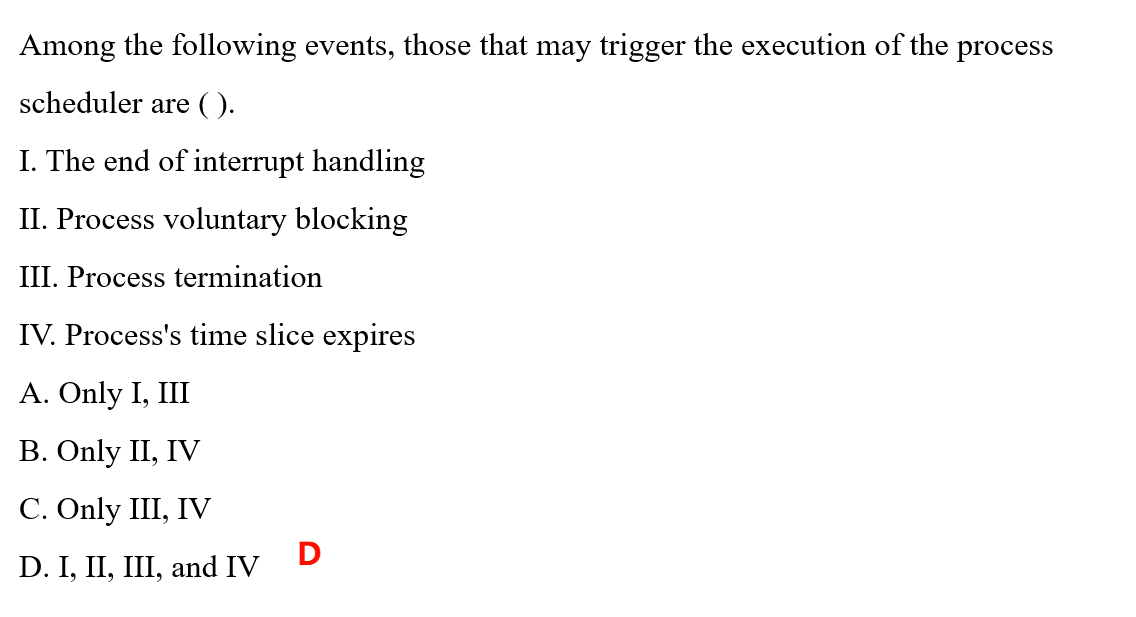 Among the following events, those that may trigger the execution of the process
scheduler are ( ).
I. The end of interrupt handling
II. Process voluntary blocking
III. Process termination
IV. Process's time slice expires
A. Only I, III
B. Only II, IV
C. Only III, IV
D. I, II, III, and IV D